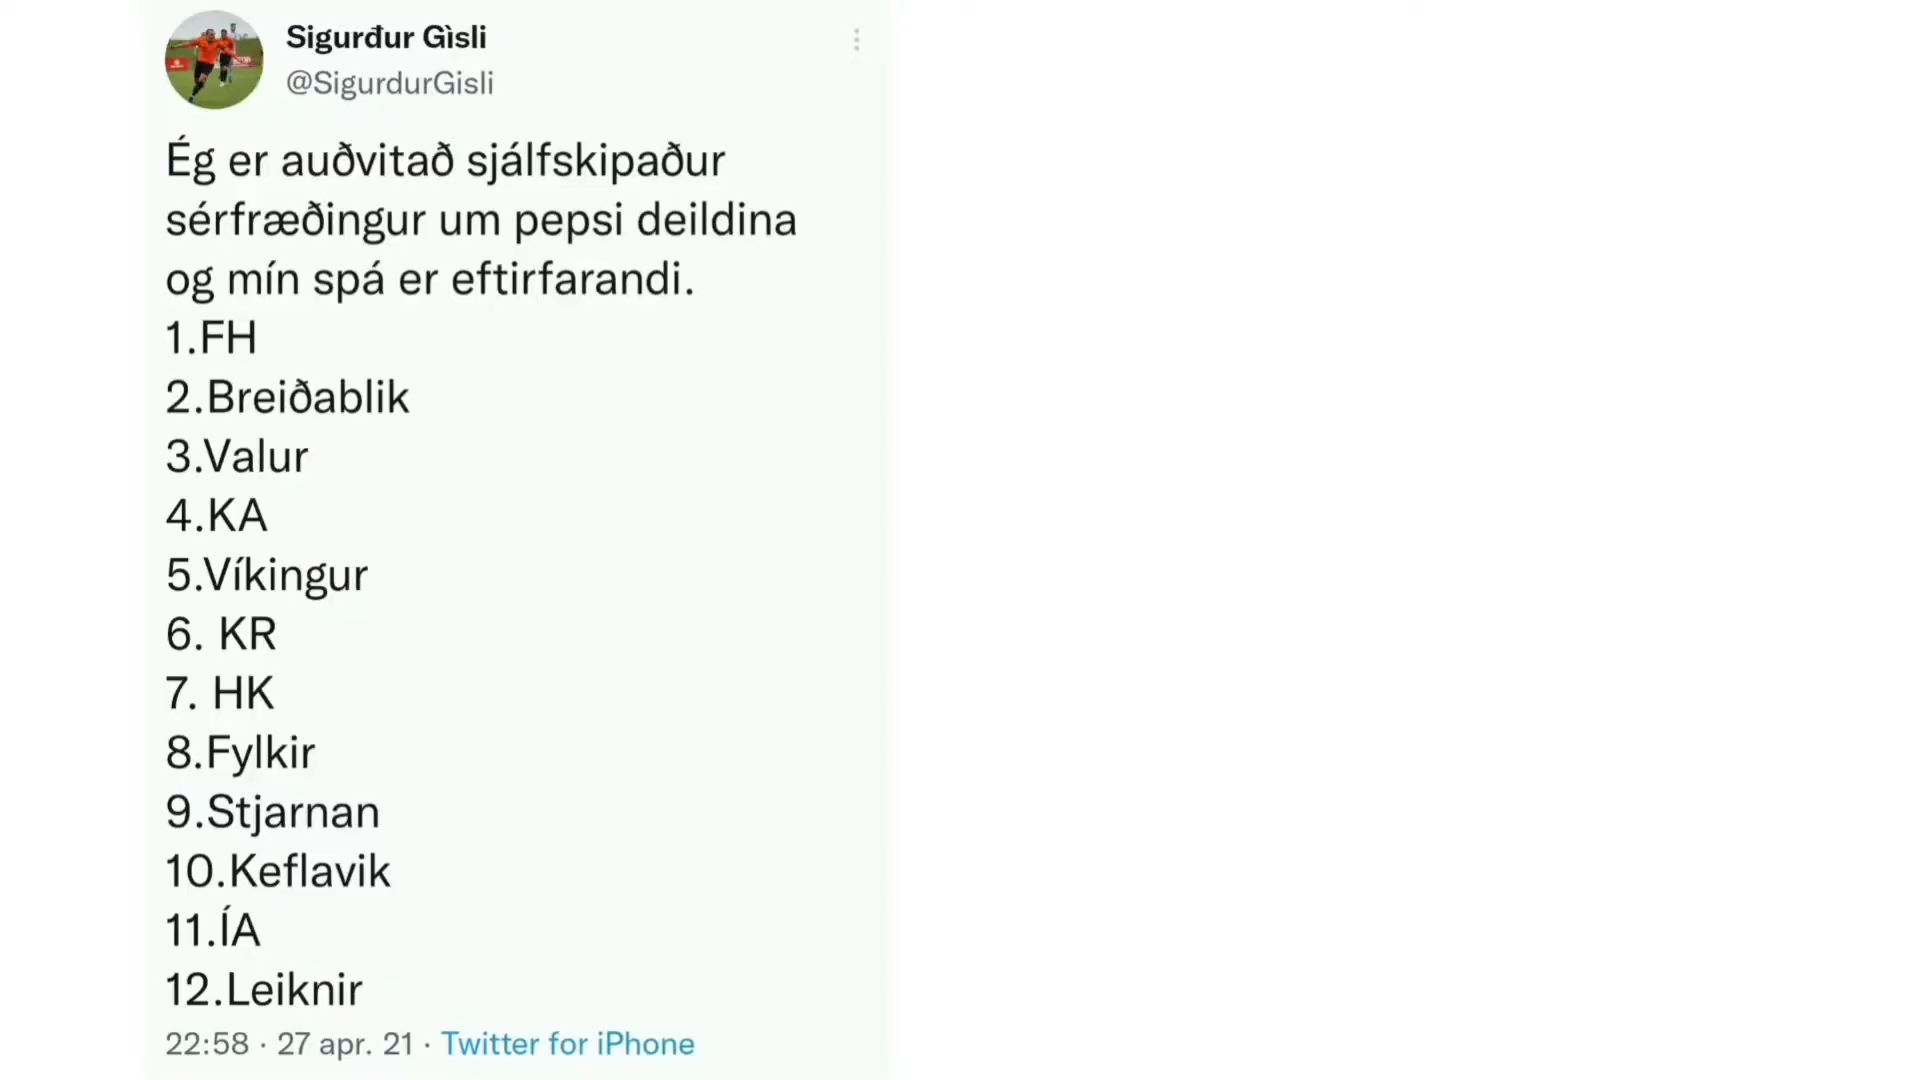 Sigurður Gìsli
@SigurdurGisli
Ég er auðvitað sjálfskipaður
sérfræðingur um pepsi deildina
og mín spá er eftirfarandi.
1.FH
2.Breiðablik
3.Valur
4.KA
5.Víkingur
6. KR
7. HK
8.Fylkir
9.Stjarnan
10.Keflavik
11.ÍA
12.Leiknir
22:58 · 27 apr. 21 · Twitter for iPhone